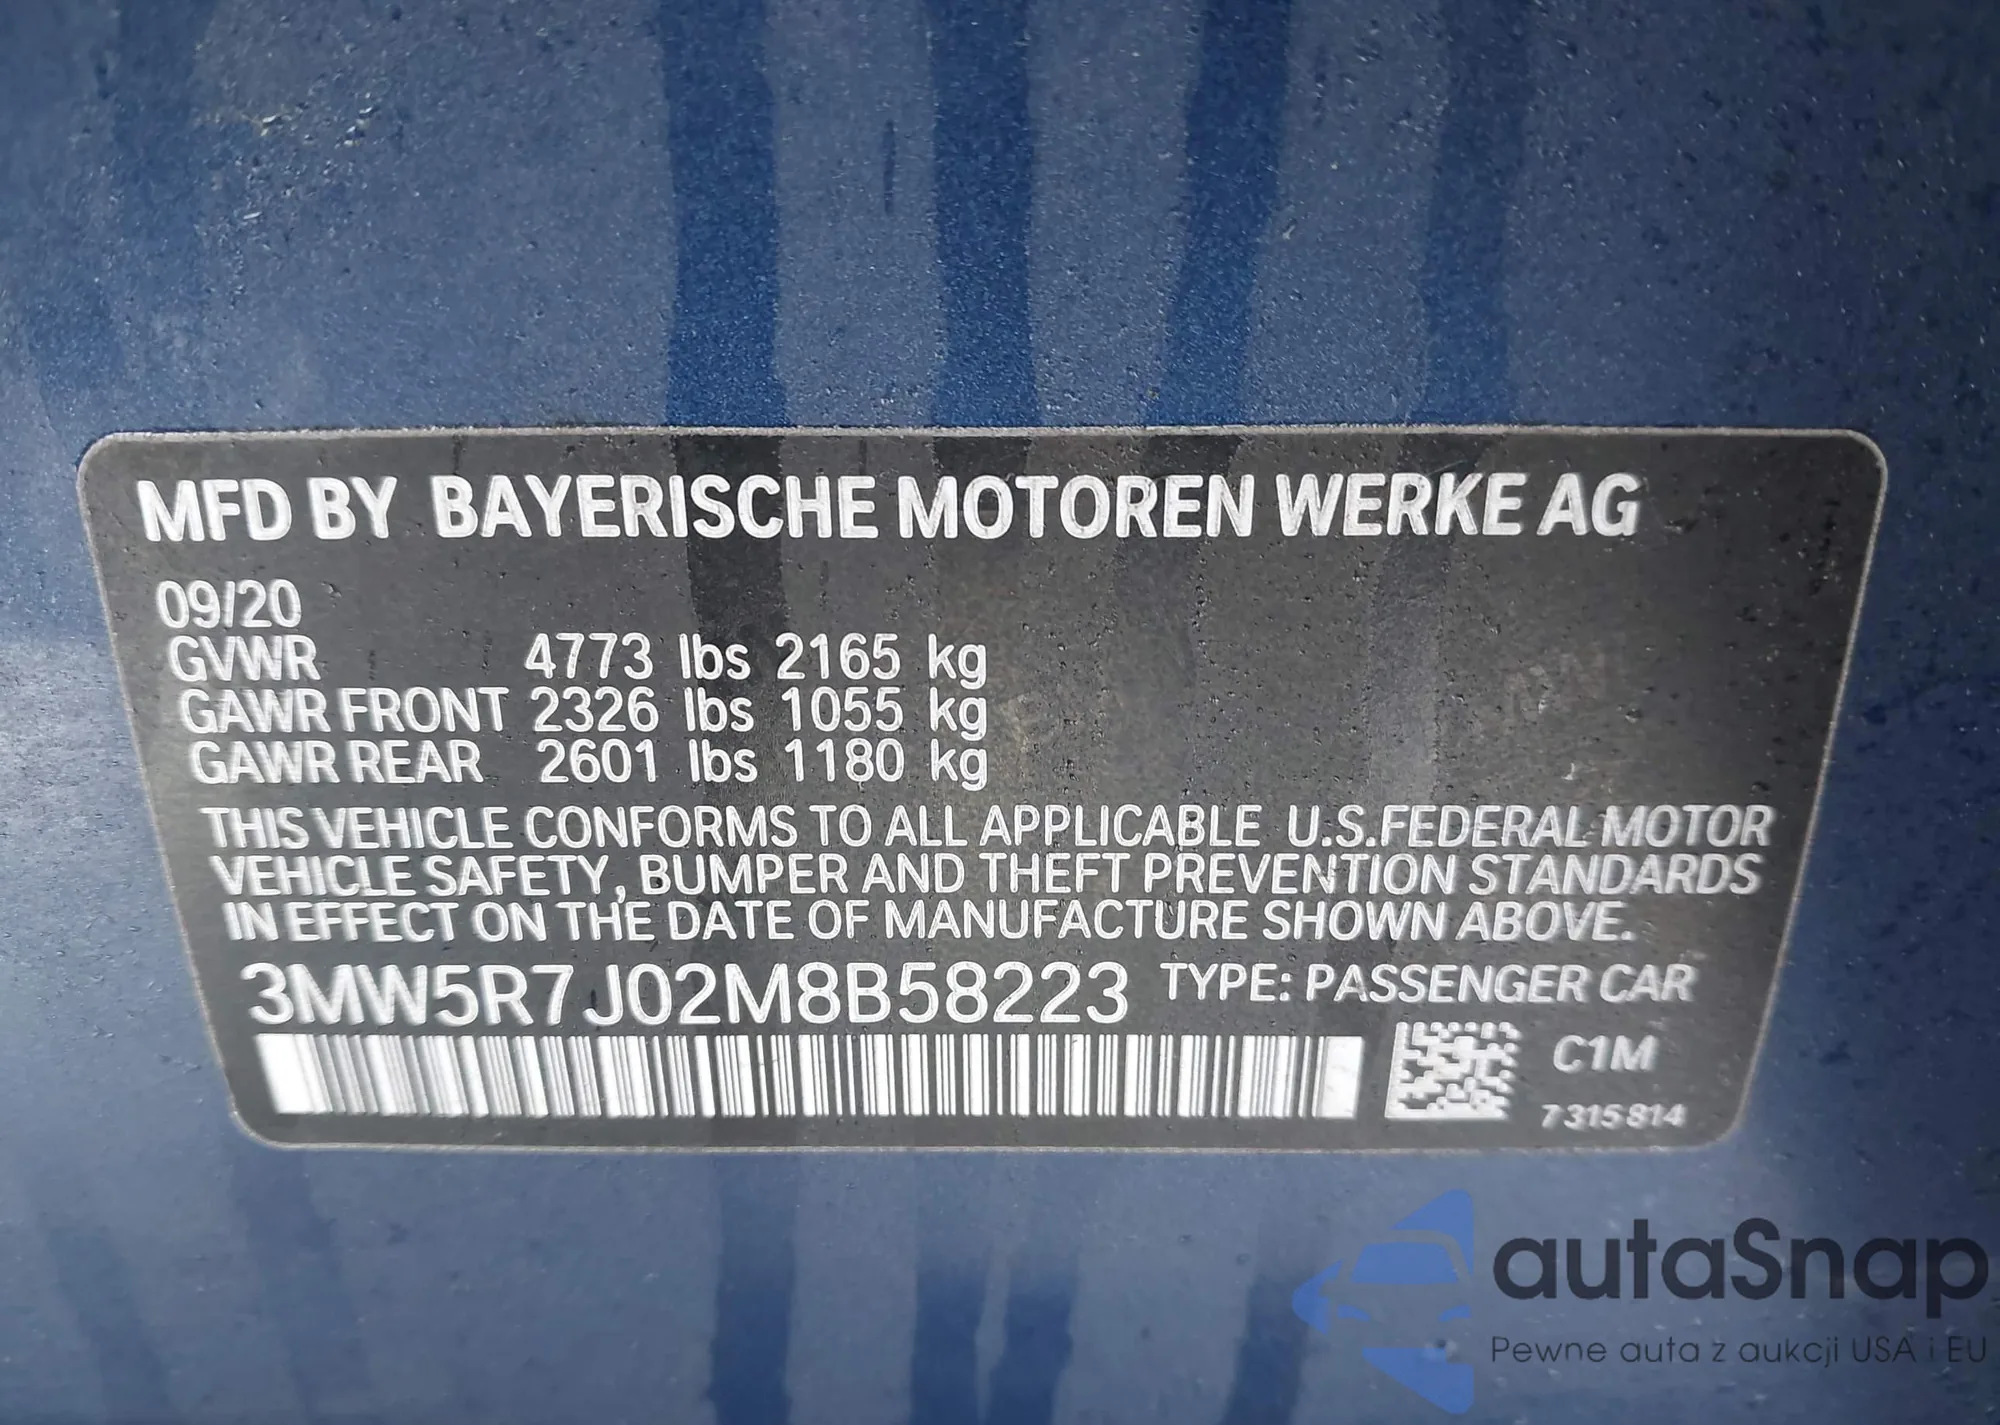 MFD BY BAYERISCHE MOTOREN WERKE AG
09/20
GVWR 4773 lbs 2165 kg
GAWR FRONT 2326 lbs 1055 kg
GAWR REAR 2601 lbs 1180 kg
THIS VEHICLE CONFORMS TO ALL APPLICABLE U.S.FEDERAL MOTOR
VEHICLE SAFETY, BUMPER AND THEFT PREVENTION STANDARDS
IN EFFECT ON THE DATE OF MANUFACTURE SHOWN ABOVE.
3MW5R7J02M8B58223 TYPE: PASSENGER CAR
C1M
7315814
autaSnap
Pewne auta z aukcji USA i EU